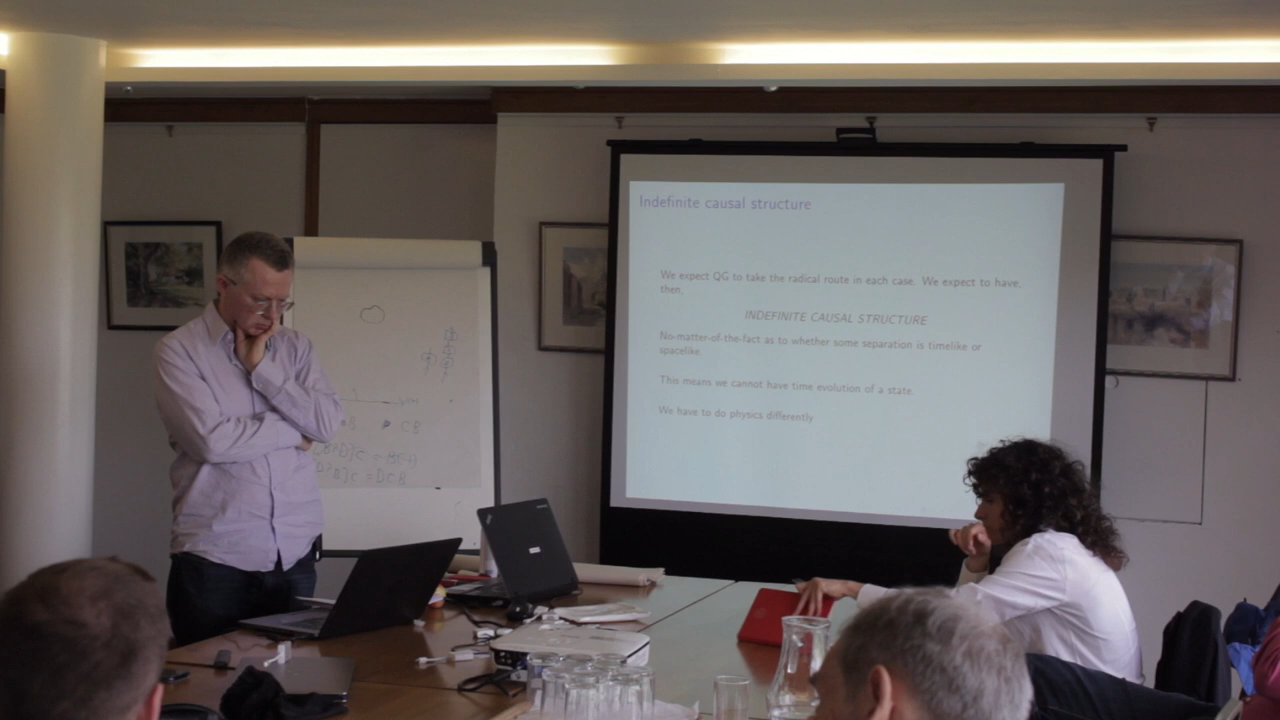 Indefinite causal structure
We expect QG to take the radical route in each case. We expect to have,
then,
INDEFINITE CAUSAL STRUCTURE
No-matter-of-the-fact as to whether some separation is timelike or
spacelike
This means we cannot have time evolution of a state.
We have to do physics differently
CB
= DCB